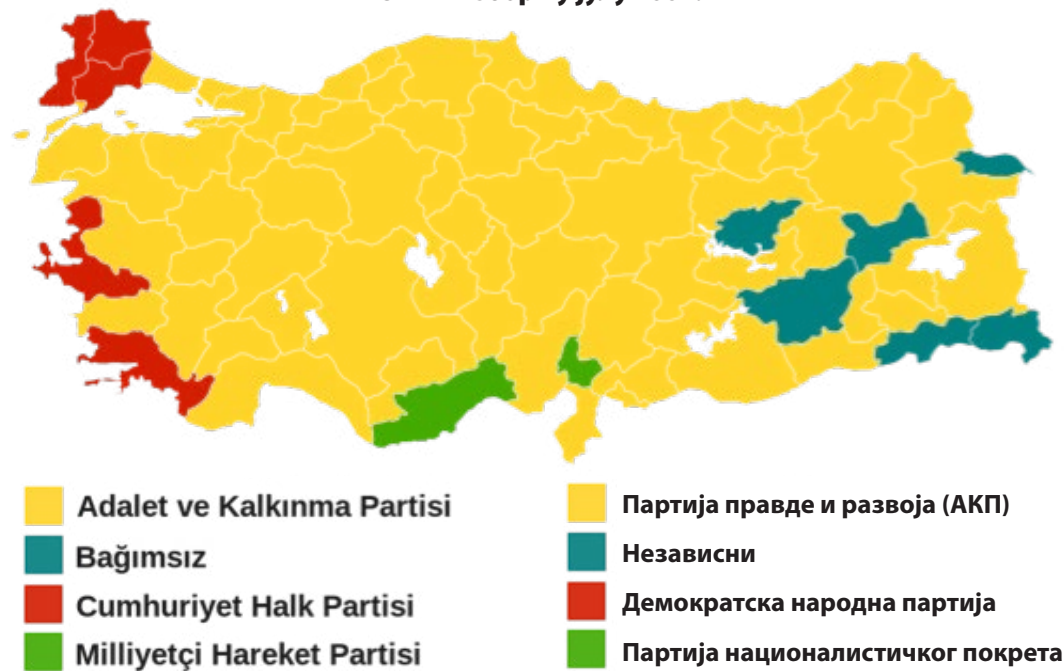 Adalet ve Kalkınma Partisi
Bağımsız
Cumhuriyet Halk Partisi
Milliyetçi Hareket Partisi
Партија правде и развоја (АКП)
Независни
Демократска народна партија
Партија националистичког покрета